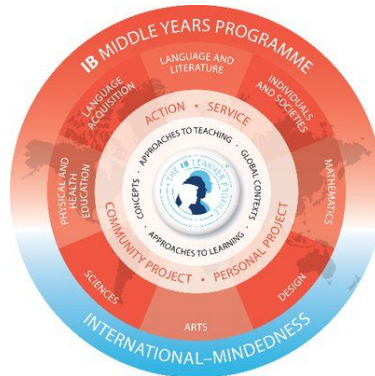 IB MIDDLE YEARS PROGRAMME
LANGUAGE AND
LITERATURE
INDIVIDUALS
AND SOCIETIES
MATHEMATICS
DESIGN
ARTS
SCIENCES
PHYSICAL AND
HEALTH
EDUCATION
LANGUAGE
ACQUISITION
ACTION • SERVICE
PERSONAL PROJECT
• COMMUNITY PROJECT
APPROACHES TO TEACHING •
GLOBAL CONTEXTS
• APPROACHES TO LEARNING •
CONCEPTS •
THE IB LEARNER PROFILE
INTERNATIONAL–MINDEDNESS